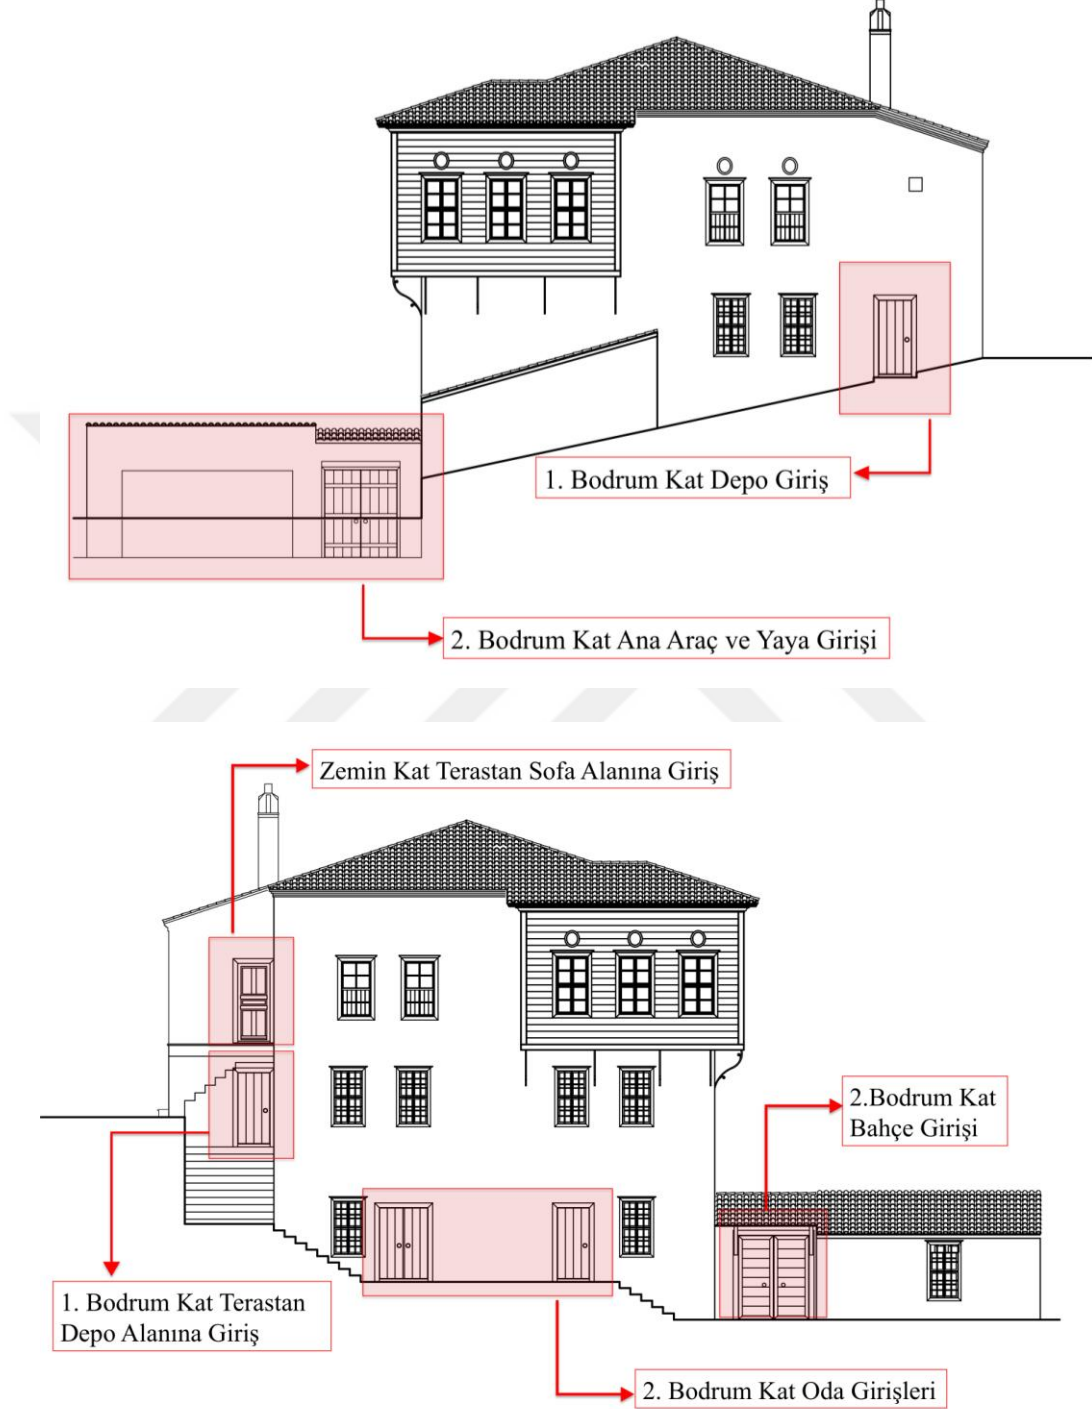 1. Bodrum Kat Depo Giriş
2. Bodrum Kat Ana Araç ve Yaya Girişi
Zemin Kat Terastan Sofa Alanına Giriş
2.Bodrum Kat
Bahçe Girişi
1. Bodrum Kat Terastan
Depo Alanına Giriş
2. Bodrum Kat Oda Girişleri